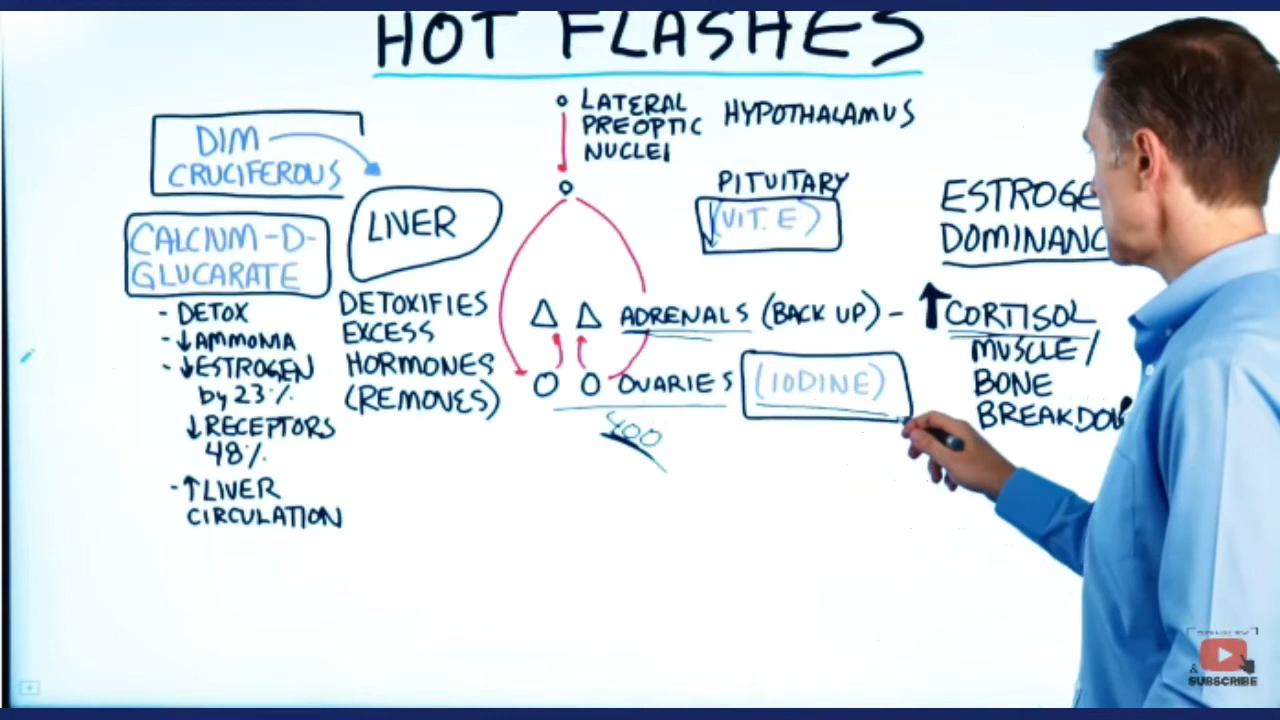 HOT FLASHES
LATERAL
PREOPTIC
NUCLEI
HYPOTHALAMUS
DIM
CRUCIFEROUS
LIVER
DETOXIFIES
EXCESS
HORMONES
(REMOVES)
CALCIUM-D-
GLUCARATE
- DETOX
- ↓AMMONIA
- ↓ESTROGEN
by 23%
↓RECEPTORS
48%
- ↑LIVER
CIRCULATION
PITUITARY
(VIT. E)
ADRENALS (BACK UP) -
OVARIES (IODINE)
400
ESTROGE
DOMINANC
↑CORTISOL
MUSCLE/
BONE
BREAKDOW
& SUBSCRIBE